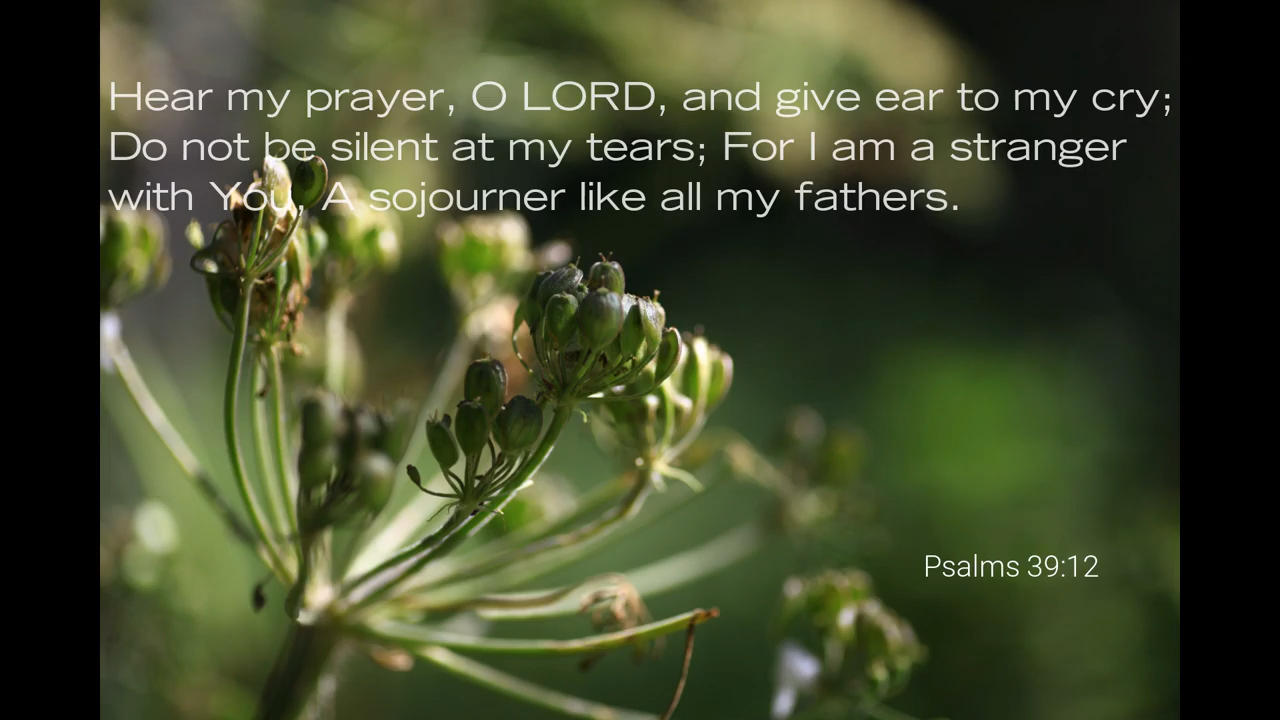 Hear my prayer, O LORD, and give ear to my cry;
Do not be silent at my tears; For I am a stranger
with You, A sojourner like all my fathers.
Psalms 39:12